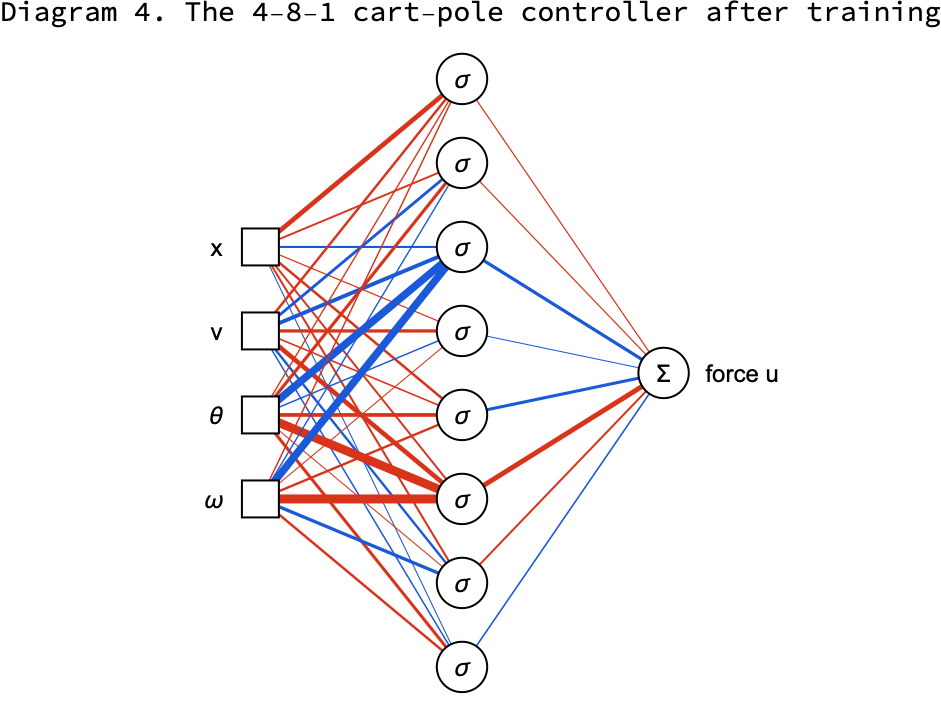 Diagram 4. The 4-8-1 cart-pole controller after training
σ
σ
x
σ
v
σ
Σ
force u
θ
σ
ω
σ
σ
σ